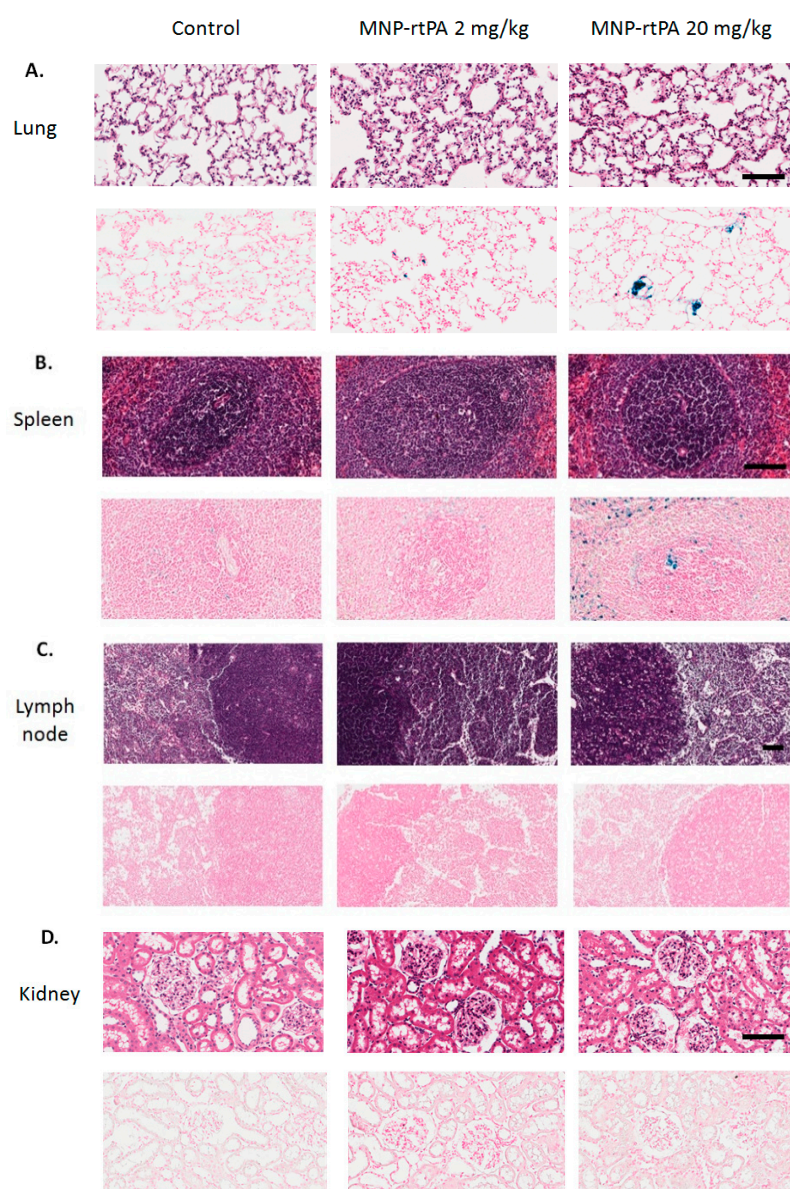 Control MNP-rtPA 2 mg/kg MNP-rtPA 20 mg/kg
A.
Lung
B.
Spleen
C.
Lymph
node
D.
Kidney